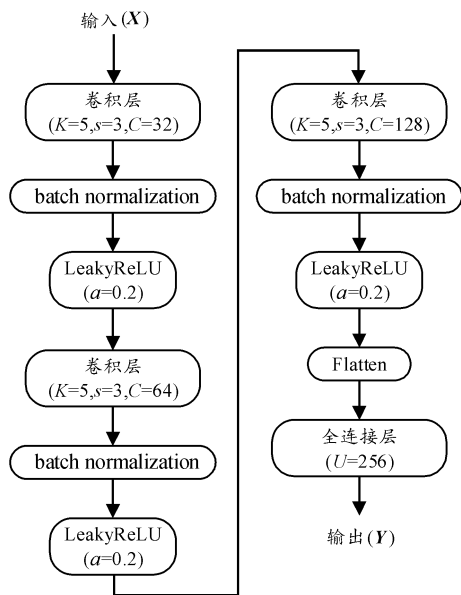 输入(X)
卷积层
(K=5,s=3,C=32)
batch normalization
LeakyReLU
(a=0.2)
卷积层
(K=5,s=3,C=64)
batch normalization
LeakyReLU
(a=0.2)
卷积层
(K=5,s=3,C=128)
batch normalization
LeakyReLU
(a=0.2)
Flatten
全连接层
(U=256)
输出(Y)